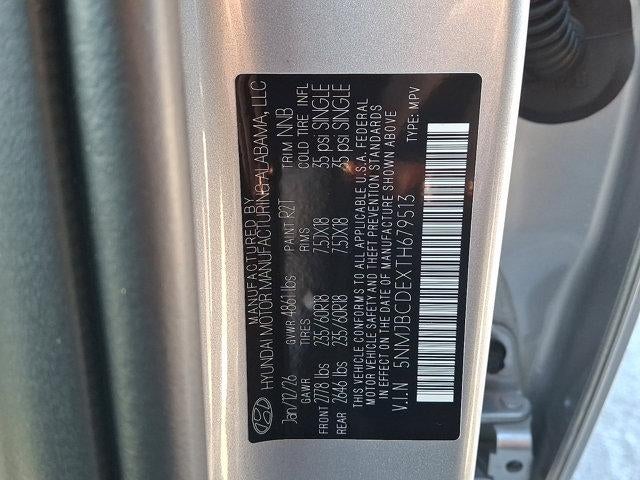 MANUFACTURED BY
HYUNDAI MOTOR MANUFACTURING ALABAMA, LLC
Jan/12/26 GVWR 4861 lbs PAINT R2T TRIM NNB
GAWR TIRES RIMS COLD TIRE INFL
FRONT 2778 lbs 235/60R18 7.5JX18 35 psi SINGLE
REAR 2646 lbs 235/60R18 7.5JX18 35 psi SINGLE
THIS VEHICLE CONFORMS TO ALL APPLICABLE U.S.A. FEDERAL
MOTOR VEHICLE SAFETY AND THEFT PREVENTION STANDARDS
IN EFFECT ON THE DATE OF MANUFACTURE SHOWN ABOVE
V.I.N 5NMJBCDEXTH679513 TYPE: MPV